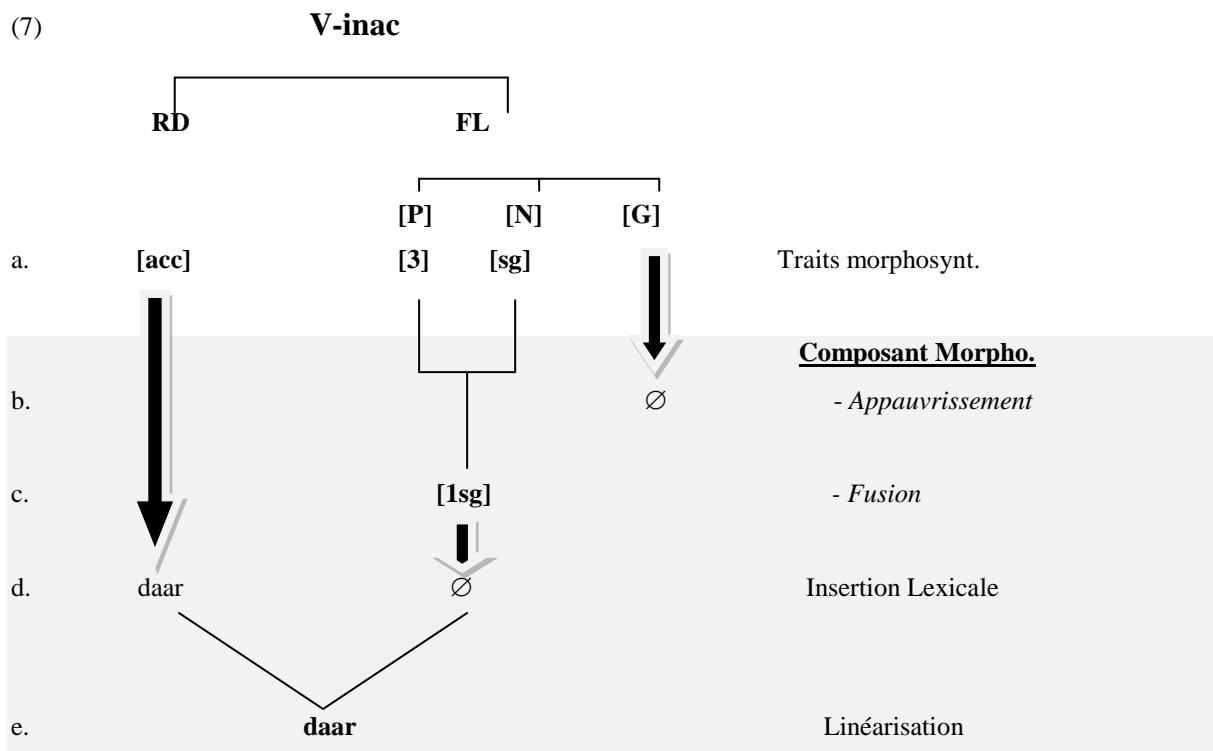 (7) V-inac
RD FL
[P] [N] [G]
a. [acc] [3] [sg] Traits morphosynt.
Composant Morpho.
b. ∅ - Appauvrissement
c. [1sg] - Fusion
d. daar ∅ Insertion Lexicale
e. daar Linéarisation